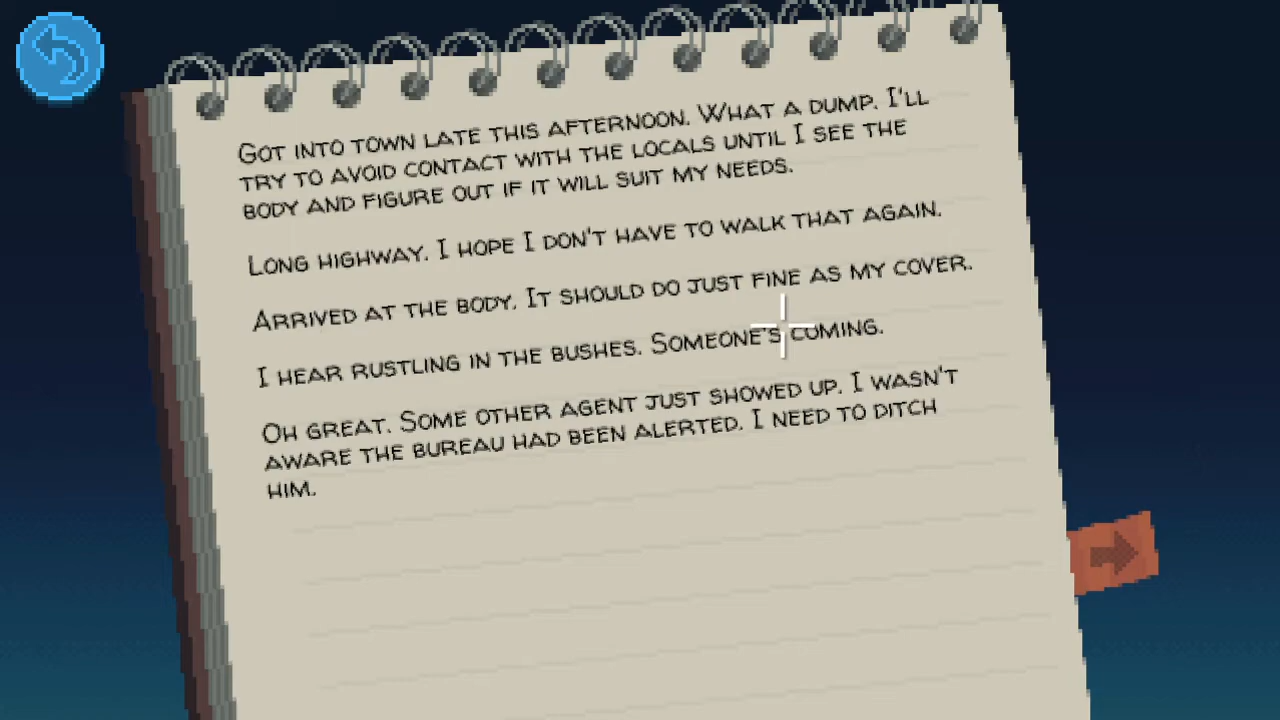 Got into town late this afternoon. What a dump. I'll
try to avoid contact with the locals until I see the
body and figure out if it will suit my needs.
Long highway. I hope I don't have to walk that again.
Arrived at the body. It should do just fine as my cover.
I hear rustling in the bushes. Someone's coming.
Oh great. Some other agent just showed up. I wasn't
aware the bureau had been alerted. I need to ditch
him.